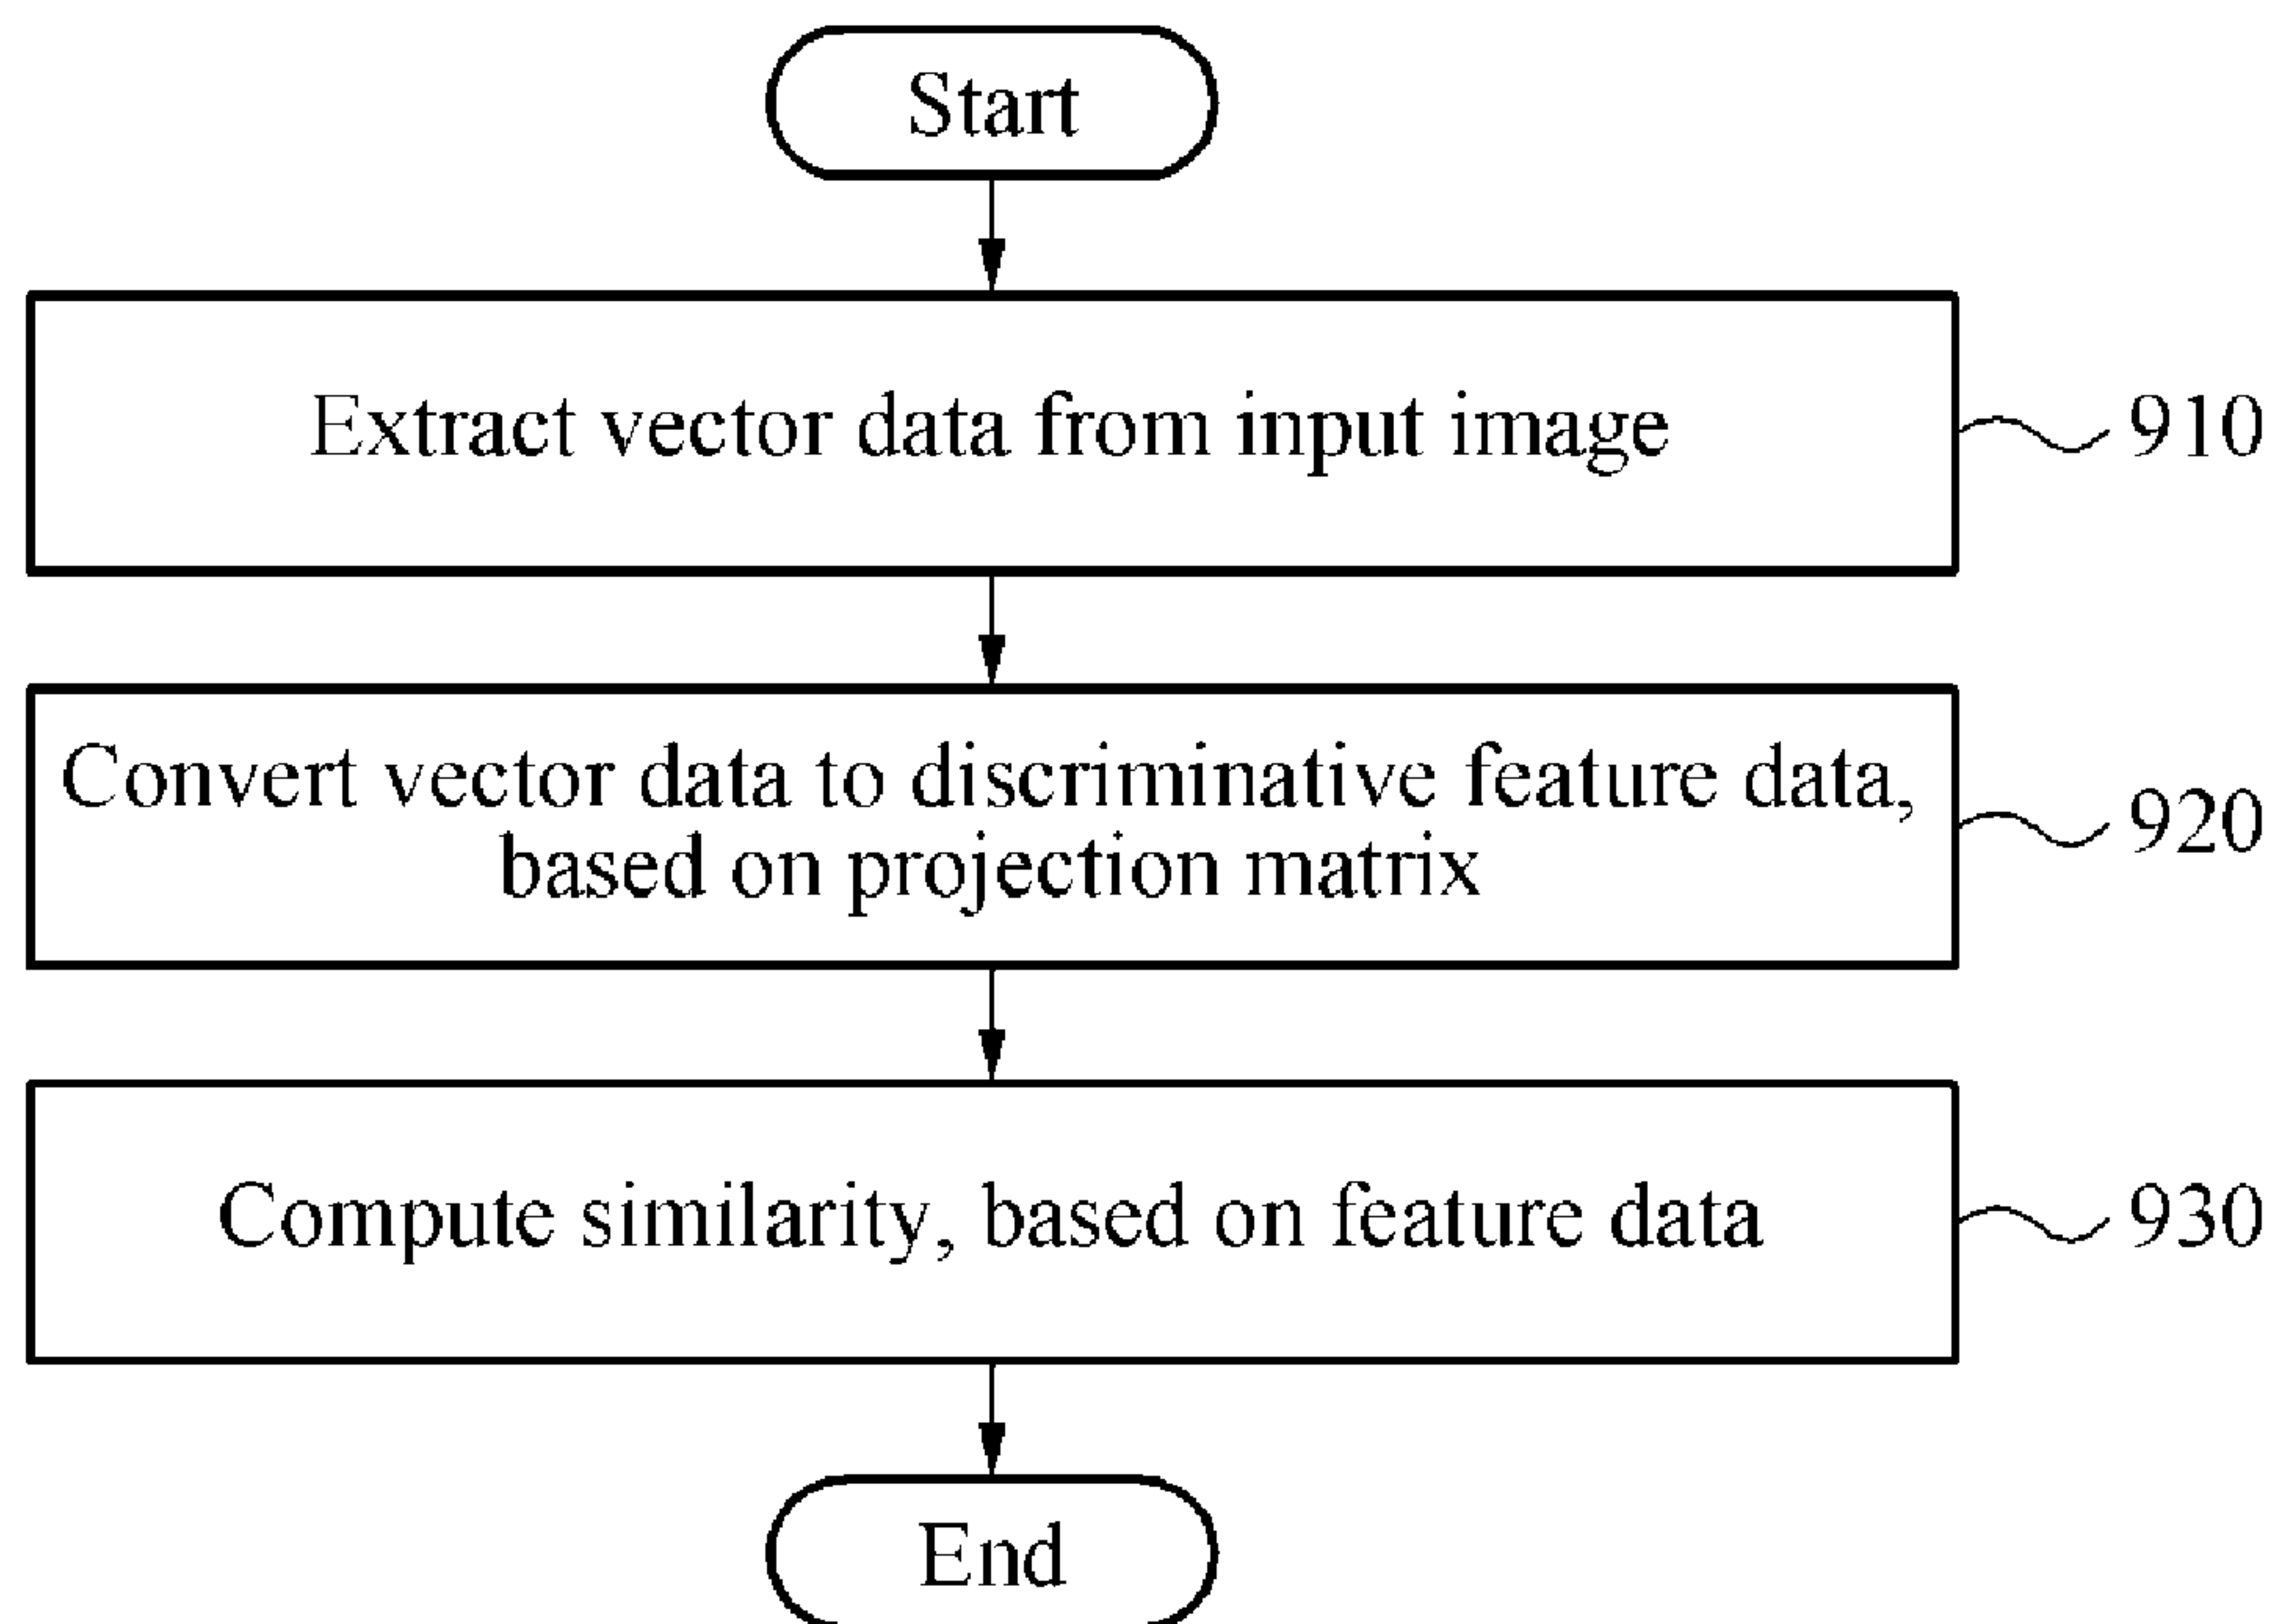 Start
Extract vector data from input image
910
Convert vector data to discriminative feature data,
based on projection matrix
920
Compute similarity, based on feature data
930
End